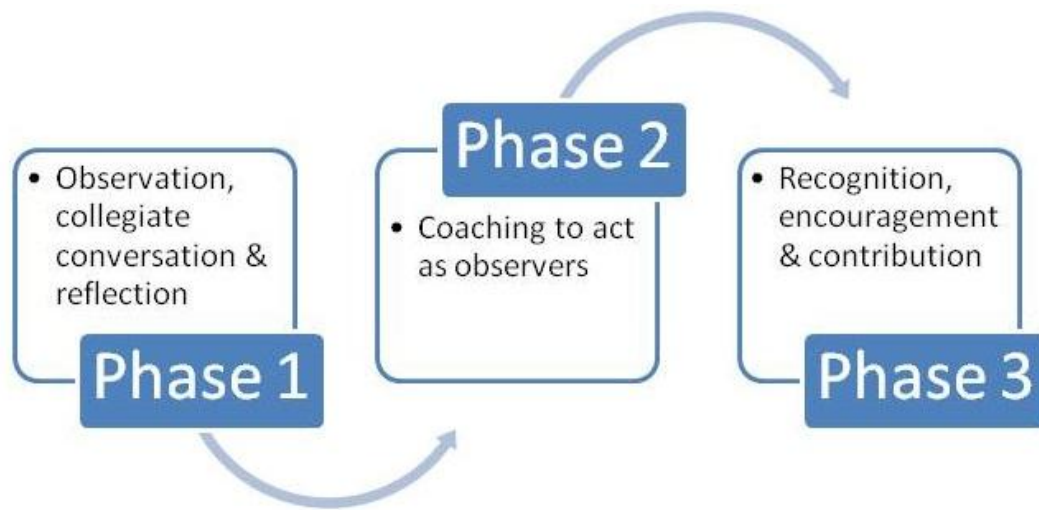 • Observation,
collegiate
conversation &
reflection
Phase 1
Phase 2
• Coaching to act
as observers
• Recognition,
encouragement
& contribution
Phase 3